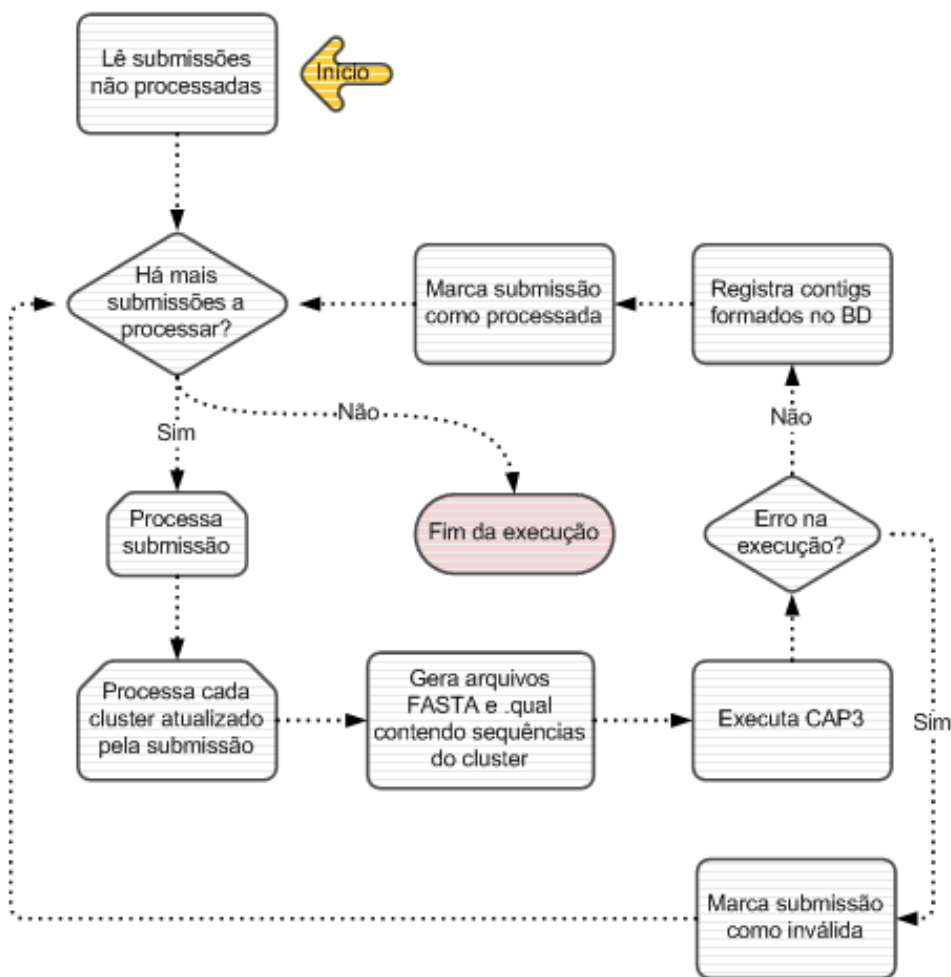 Lê submissões
não processadas
Início
Há mais
submissões a
processar?
Marca submissão
como processada
Registra contigs
formados no BD
Não
Sim
Não
Processa
submissão
Fim da execução
Erro na
execução?
Processa cada
cluster atualizado
pela submissão
Gera arquivos
FASTA e .qual
contendo sequências
do cluster
Executa CAP3
Sim
Marca submissão
como inválida